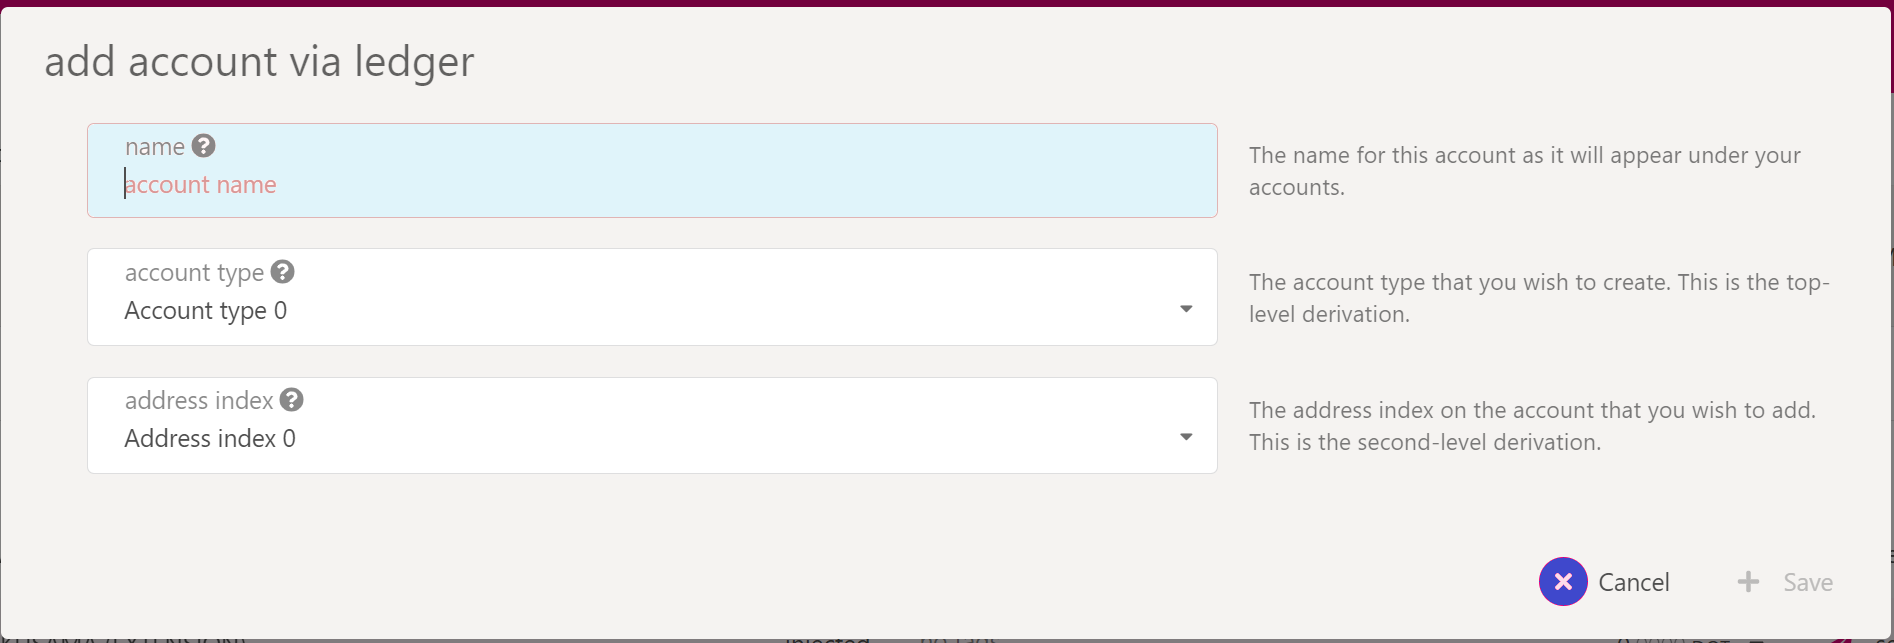 add account via ledger
name
account name
The name for this account as it will appear under your
accounts.
account type
Account type 0
The account type that you wish to create. This is the top-
level derivation.
address index
Address index 0
The address index on the account that you wish to add.
This is the second-level derivation.
Cancel
Save